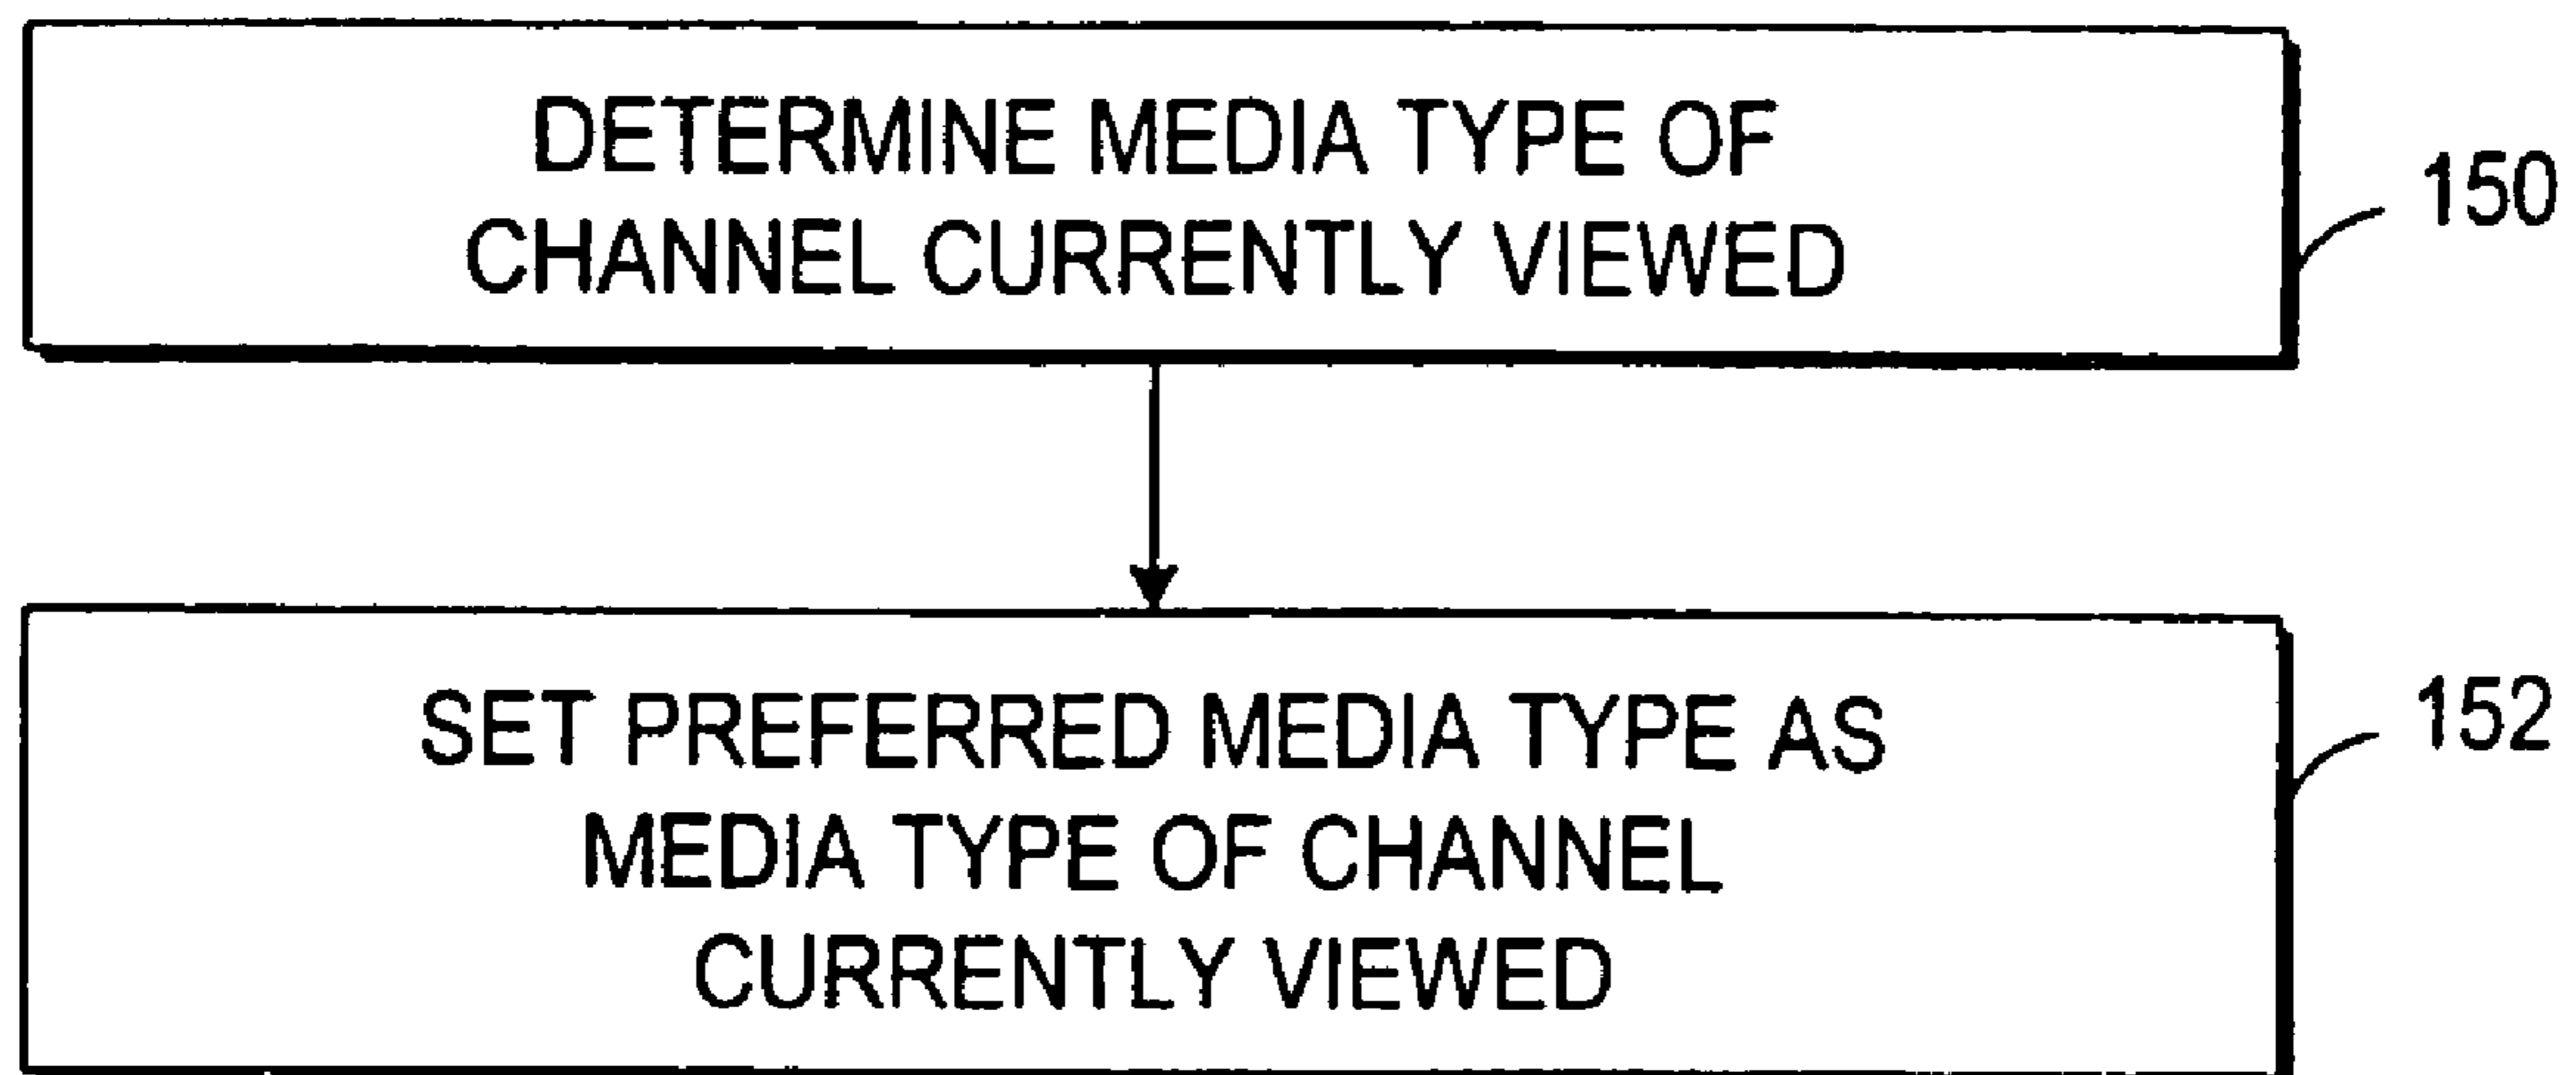 DETERMINE MEDIA TYPE OF
CHANNEL CURRENTLY VIEWED
150
SET PREFERRED MEDIA TYPE AS
MEDIA TYPE OF CHANNEL
CURRENTLY VIEWED
152